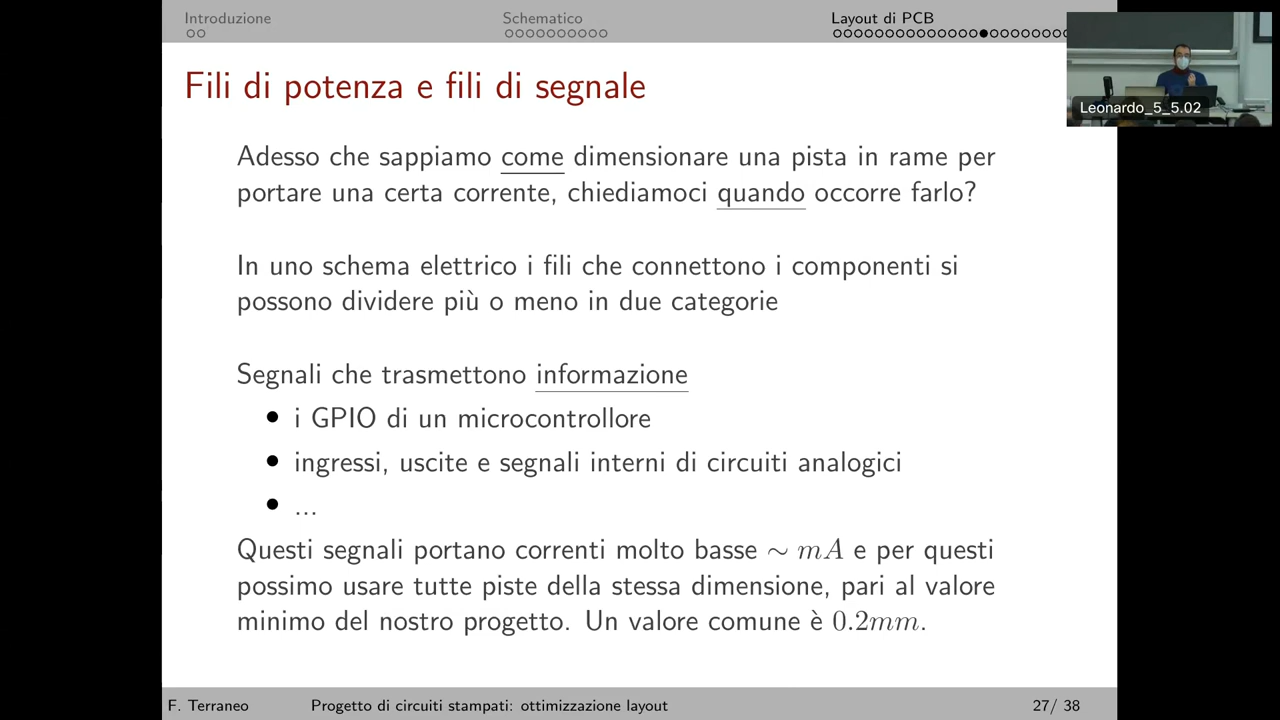 Introduzione
Schematico
Layout di PCB
Leonardo_5_5.02
Fili di potenza e fili di segnale
Adesso che sappiamo come dimensionare una pista in rame per
portare una certa corrente, chiediamoci quando occorre farlo?
In uno schema elettrico i fili che connettono i componenti si
possono dividere più o meno in due categorie
Segnali che trasmettono informazione
• i GPIO di un microcontrollore
• ingressi, uscite e segnali interni di circuiti analogici
• ...
Questi segnali portano correnti molto basse ∼ mA e per questi
possimo usare tutte piste della stessa dimensione, pari al valore
minimo del nostro progetto. Un valore comune è 0.2mm.
F. Terraneo
Progetto di circuiti stampati: ottimizzazione layout
27/ 38